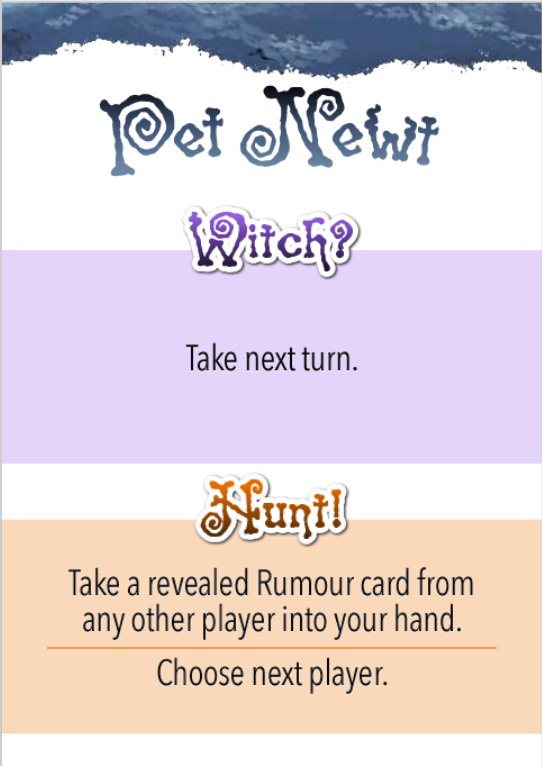 Pet Newt
Witch?
Take next turn.
Hunt!
Take a revealed Rumour card from
any other player into your hand.
Choose next player.